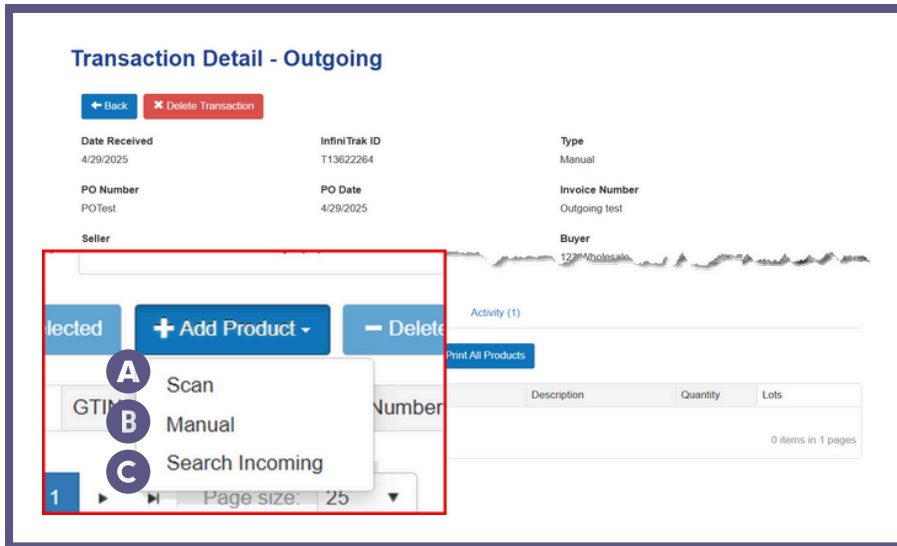 Transaction Detail - Outgoing
Back
Delete Transaction
Date Received
InfiniTrak ID
Type
4/29/2025
T13622264
Manual
PO Number
PO Date
Invoice Number
POTest
4/29/2025
Outgoing test
Seller
Buyer
Activity (1)
lected
Add Product
Delete
Print All Products
A
Scan
GTIN
Number
Description
Quantity
Lots
B
Manual
0 items in 1 pages
C
Search Incoming
1
Page size:
25